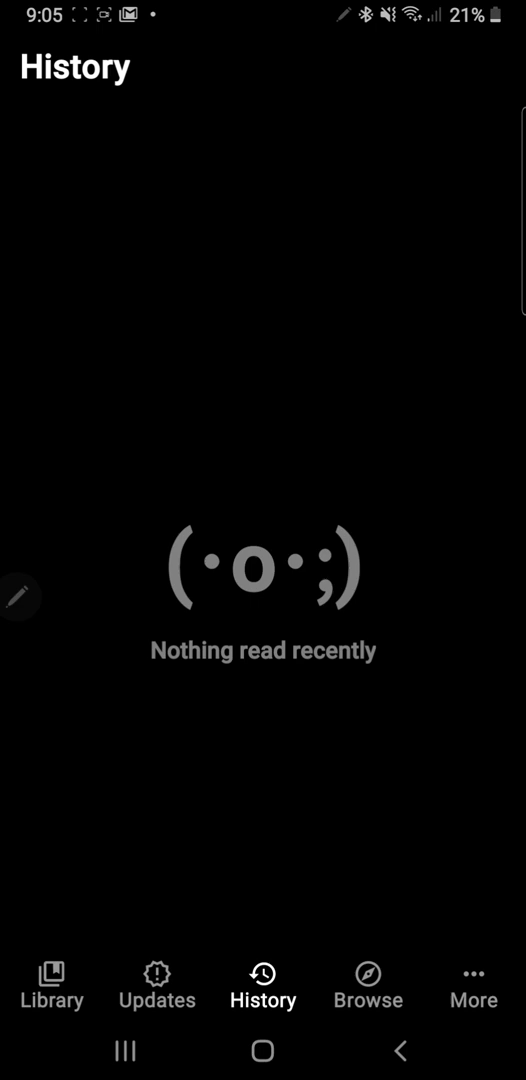 9:05 21%
History
(·o·;)
Nothing read recently
Library Updates History Browse More